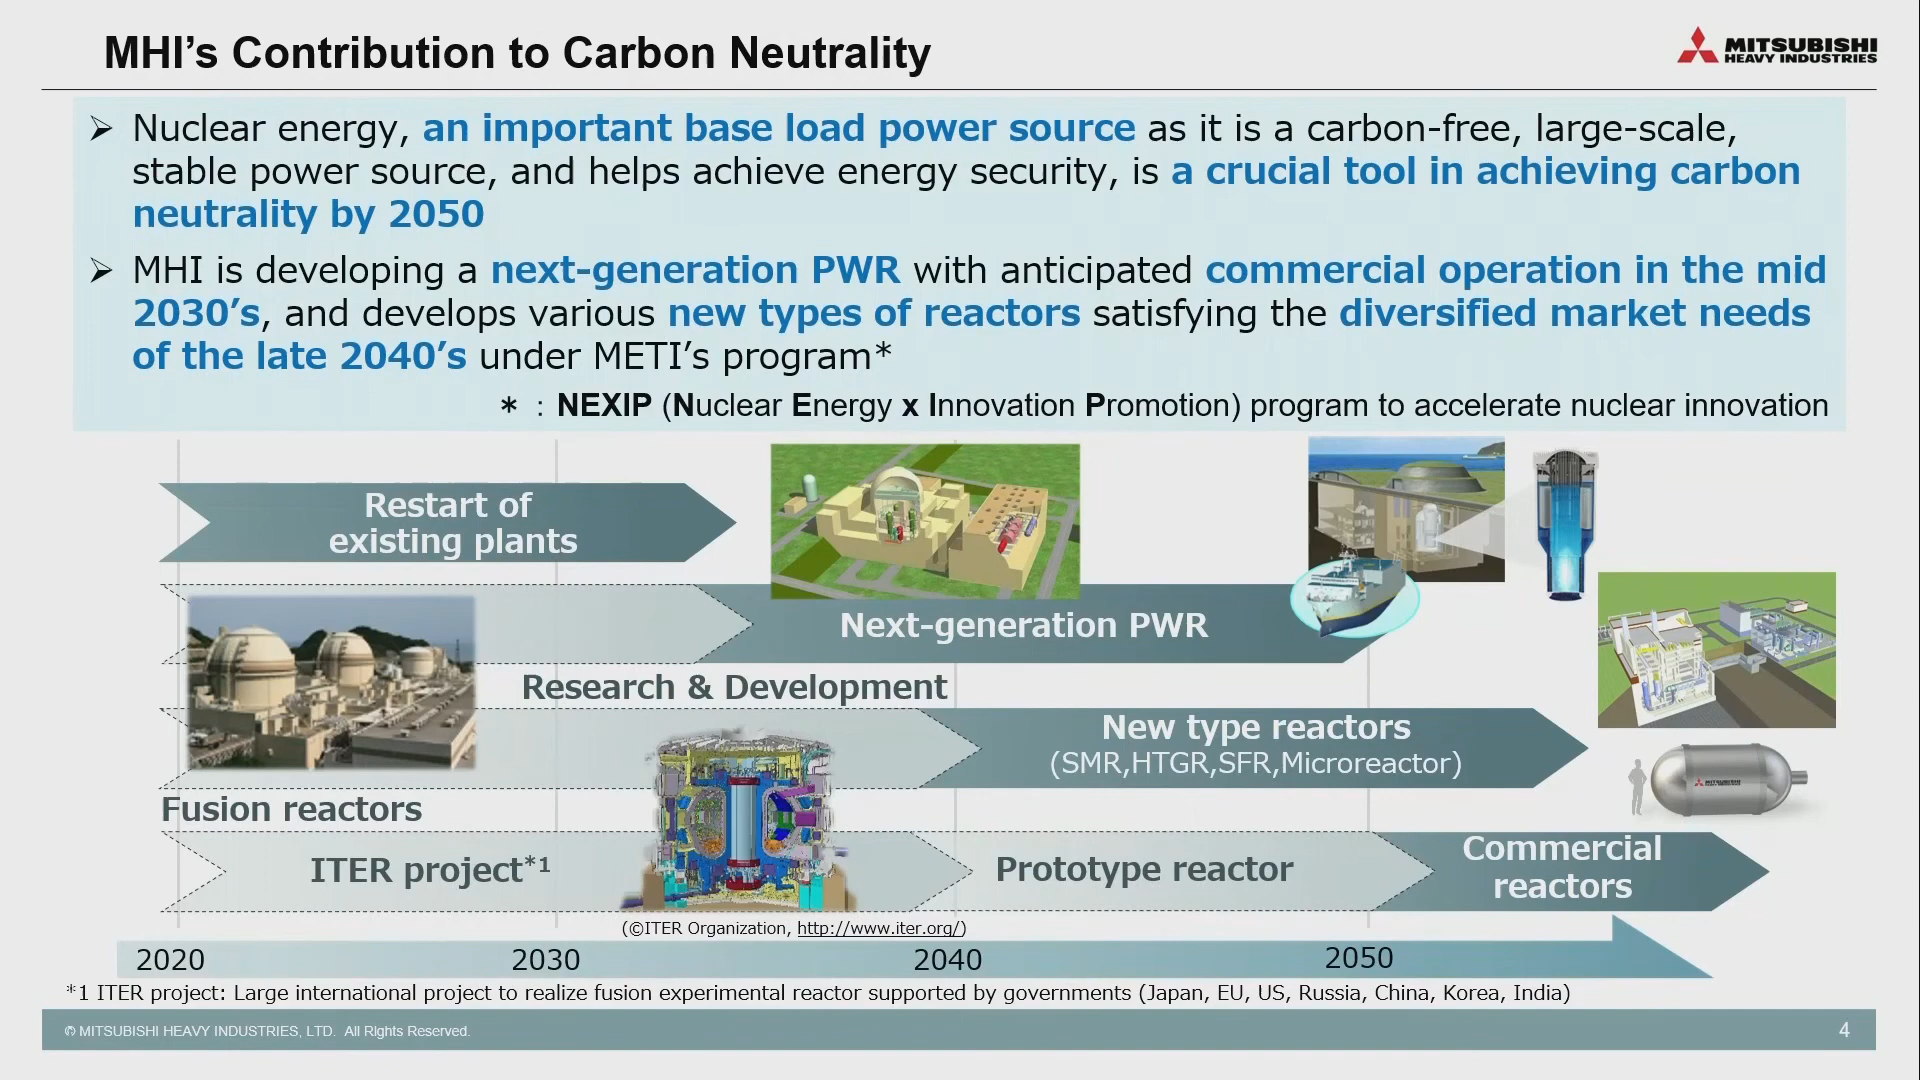 MHI’s Contribution to Carbon Neutrality
MITSUBISHI
HEAVY INDUSTRIES
➢ Nuclear energy, an important base load power source as it is a carbon-free, large-scale,
stable power source, and helps achieve energy security, is a crucial tool in achieving carbon
neutrality by 2050
➢ MHI is developing a next-generation PWR with anticipated commercial operation in the mid
2030’s, and develops various new types of reactors satisfying the diversified market needs
of the late 2040’s under METI’s program*
* : NEXIP (Nuclear Energy x Innovation Promotion) program to accelerate nuclear innovation
Restart of
existing plants
Next-generation PWR
Research & Development
New type reactors
(SMR,HTGR,SFR,Microreactor)
MITSUBISHI
HEAVY INDUSTRIES
Fusion reactors
ITER project*1
Prototype reactor
Commercial
reactors
(©ITER Organization, http://www.iter.org/)
2020
2030
2040
2050
*1 ITER project: Large international project to realize fusion experimental reactor supported by governments (Japan, EU, US, Russia, China, Korea, India)
© MITSUBISHI HEAVY INDUSTRIES, LTD. All Rights Reserved.
4